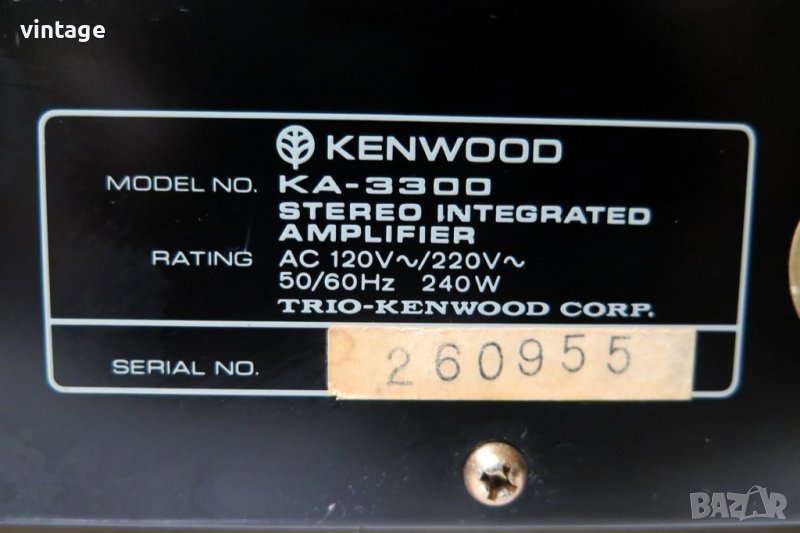 vintage
KENWOOD
MODEL NO. KA-3300
STEREO INTEGRATED
AMPLIFIER
RATING AC 120V~/220V~
50/60Hz 240W
TRIO-KENWOOD CORP.
SERIAL NO. 260955
BAZAR